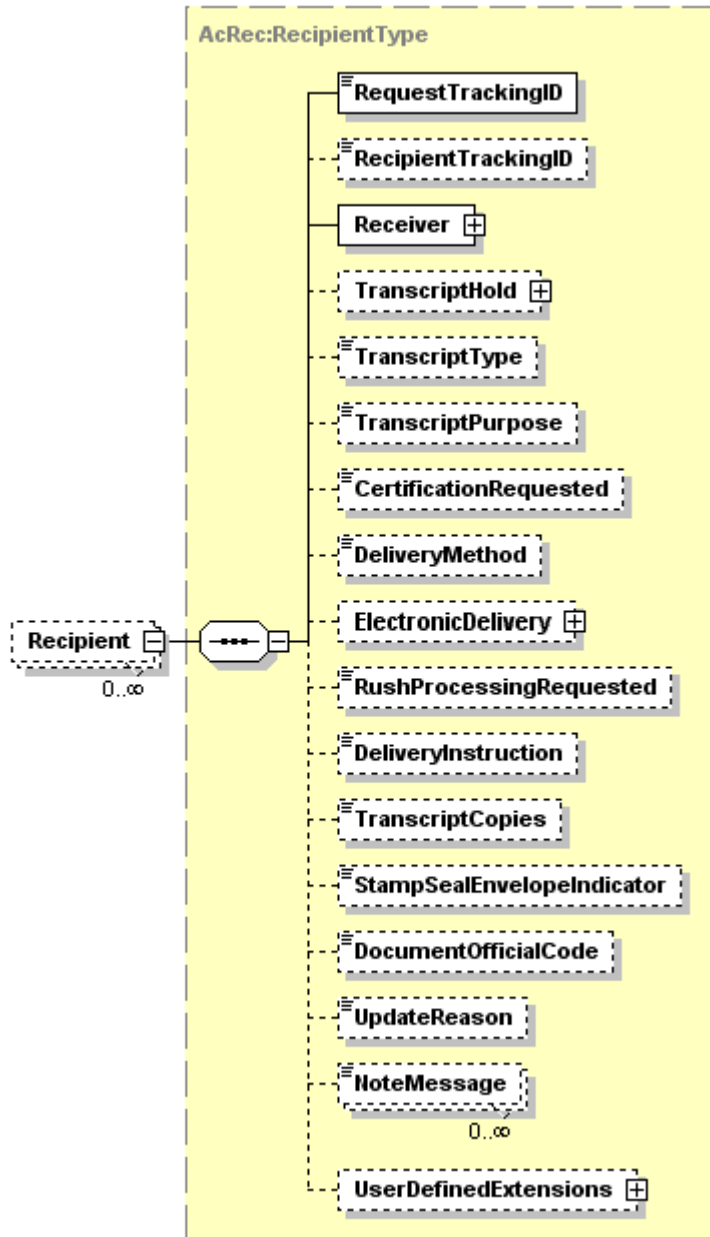 AcRec:RecipientType
RequestTrackingID
RecipientTrackingID
Receiver
TranscriptHold
TranscriptType
TranscriptPurpose
CertificationRequested
DeliveryMethod
ElectronicDelivery
Recipient
0..∞
RushProcessingRequested
DeliveryInstruction
TranscriptCopies
StampSealEnvelopeIndicator
DocumentOfficialCode
UpdateReason
NoteMessage
0..∞
UserDefinedExtensions